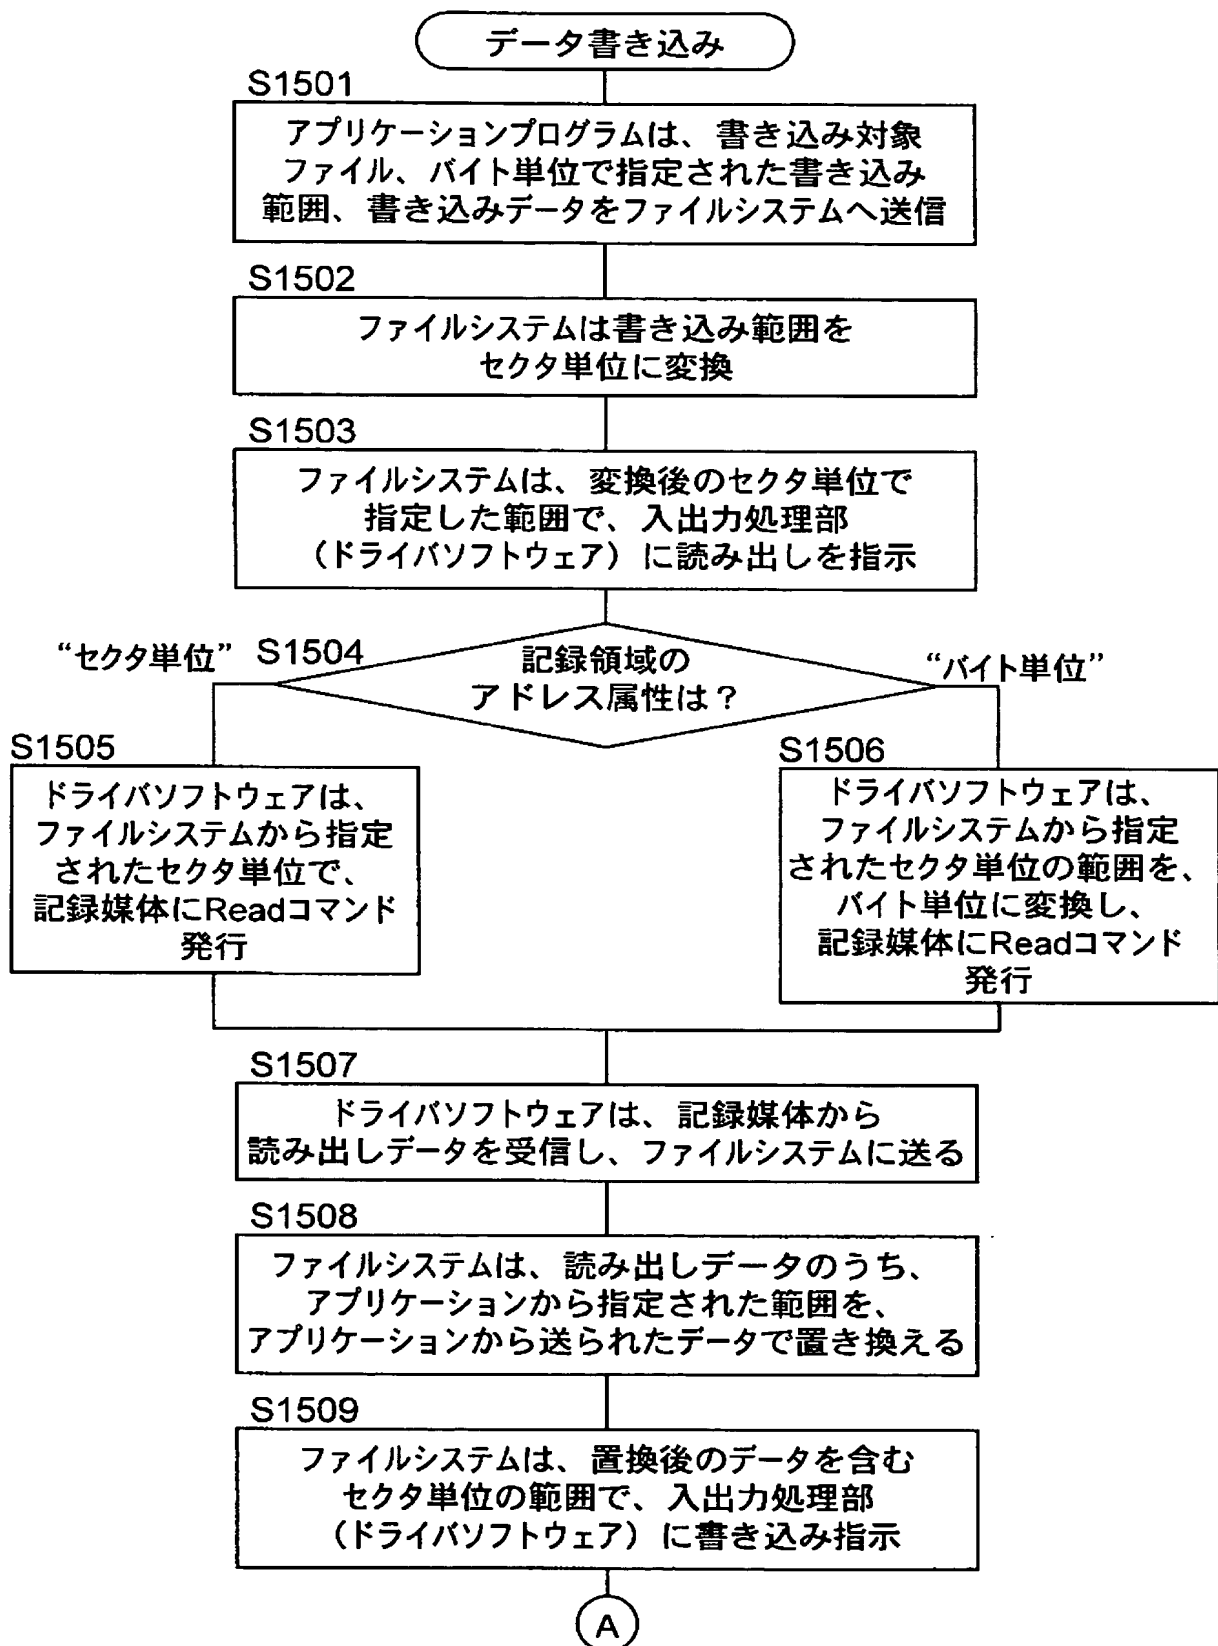 データ書き込み
S1501
アプリケーションプログラムは、書き込み対象
ファイル、バイト単位で指定された書き込み
範囲、書き込みデータをファイルシステムへ送信
S1502
ファイルシステムは書き込み範囲を
セクタ単位に変換
S1503
ファイルシステムは、変換後のセクタ単位で
指定した範囲で、入出力処理部
（ドライバソフトウェア）に読み出しを指示
“セクタ単位”
S1504
記録領域の
アドレス属性は？
“バイト単位”
S1505
ドライバソフトウェアは、
ファイルシステムから指定
されたセクタ単位で、
記録媒体にReadコマンド
発行
S1506
ドライバソフトウェアは、
ファイルシステムから指定
されたセクタ単位の範囲を、
バイト単位に変換し、
記録媒体にReadコマンド
発行
S1507
ドライバソフトウェアは、記録媒体から
読み出しデータを受信し、ファイルシステムに送る
S1508
ファイルシステムは、読み出しデータのうち、
アプリケーションから指定された範囲を、
アプリケーションから送られたデータで置き換える
S1509
ファイルシステムは、置換後のデータを含む
セクタ単位の範囲で、入出力処理部
（ドライバソフトウェア）に書き込み指示
A